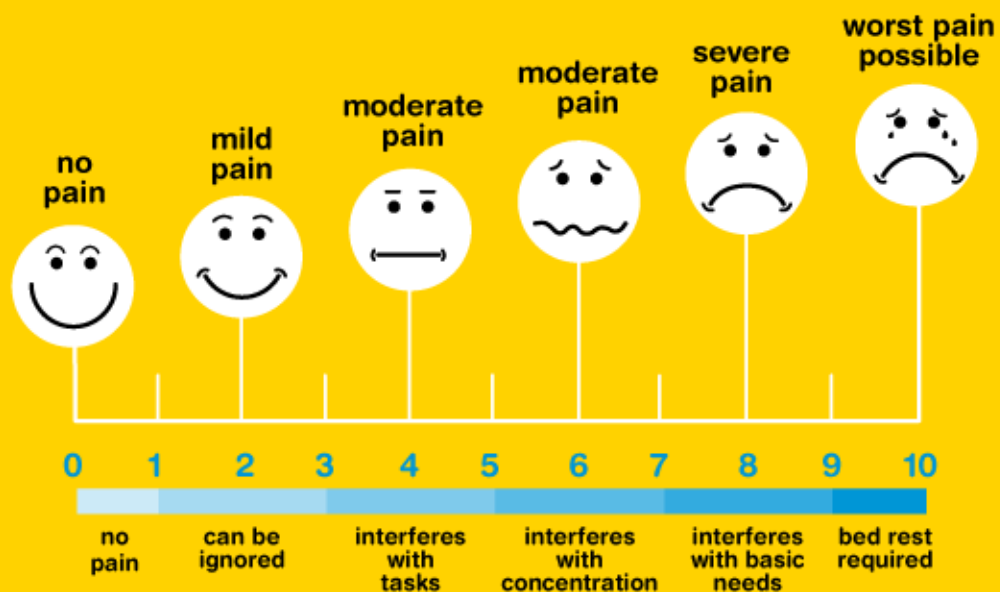 no
pain
mild
pain
moderate
pain
moderate
pain
severe
pain
worst pain
possible
0 1 2 3 4 5 6 7 8 9 10
no
pain
can be
ignored
interferes
with
tasks
interferes
with
concentration
interferes
with basic
needs
bed rest
required